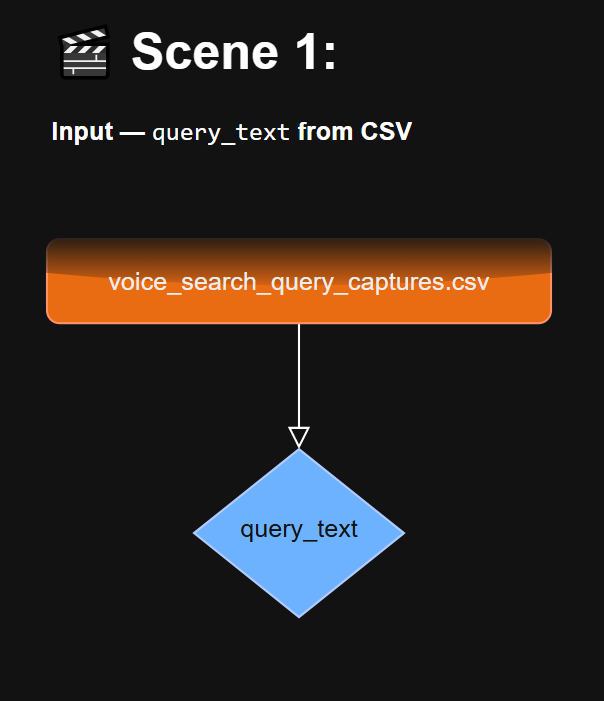 🎬 Scene 1:
Input — query_text from CSV
voice_search_query_captures.csv
query_text